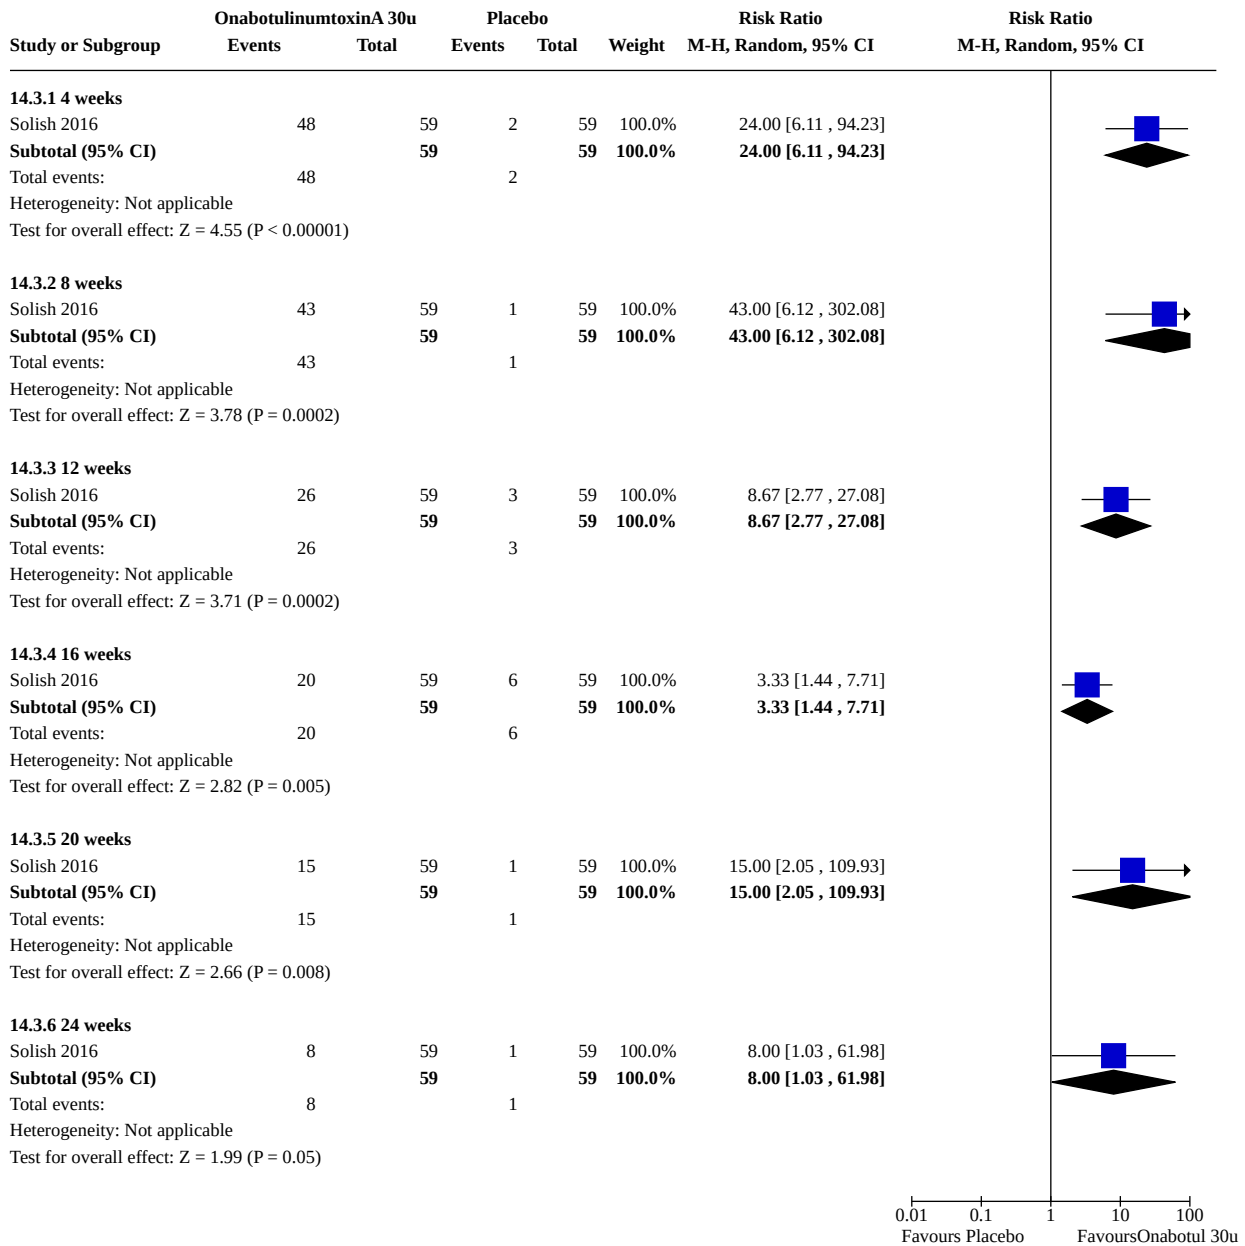 OnabotulinumtoxinA 30u Placebo Risk Ratio Risk Ratio
Study or Subgroup Events Total Events Total Weight M-H, Random, 95% CI M-H, Random, 95% CI
14.3.1 4 weeks
Solish 2016 48 59 2 59 100.0% 24.00 [6.11 , 94.23]
Subtotal (95% CI) 59 59 100.0% 24.00 [6.11 , 94.23]
Total events: 48 2
Heterogeneity: Not applicable
Test for overall effect: Z = 4.55 (P < 0.00001)
14.3.2 8 weeks
Solish 2016 43 59 1 59 100.0% 43.00 [6.12 , 302.08]
Subtotal (95% CI) 59 59 100.0% 43.00 [6.12 , 302.08]
Total events: 43 1
Heterogeneity: Not applicable
Test for overall effect: Z = 3.78 (P = 0.0002)
14.3.3 12 weeks
Solish 2016 26 59 3 59 100.0% 8.67 [2.77 , 27.08]
Subtotal (95% CI) 59 59 100.0% 8.67 [2.77 , 27.08]
Total events: 26 3
Heterogeneity: Not applicable
Test for overall effect: Z = 3.71 (P = 0.0002)
14.3.4 16 weeks
Solish 2016 20 59 6 59 100.0% 3.33 [1.44 , 7.71]
Subtotal (95% CI) 59 59 100.0% 3.33 [1.44 , 7.71]
Total events: 20 6
Heterogeneity: Not applicable
Test for overall effect: Z = 2.82 (P = 0.005)
14.3.5 20 weeks
Solish 2016 15 59 1 59 100.0% 15.00 [2.05 , 109.93]
Subtotal (95% CI) 59 59 100.0% 15.00 [2.05 , 109.93]
Total events: 15 1
Heterogeneity: Not applicable
Test for overall effect: Z = 2.66 (P = 0.008)
14.3.6 24 weeks
Solish 2016 8 59 1 59 100.0% 8.00 [1.03 , 61.98]
Subtotal (95% CI) 59 59 100.0% 8.00 [1.03 , 61.98]
Total events: 8 1
Heterogeneity: Not applicable
Test for overall effect: Z = 1.99 (P = 0.05)
0.01 0.1 1 10 100
Favours Placebo FavoursOnabotul 30u